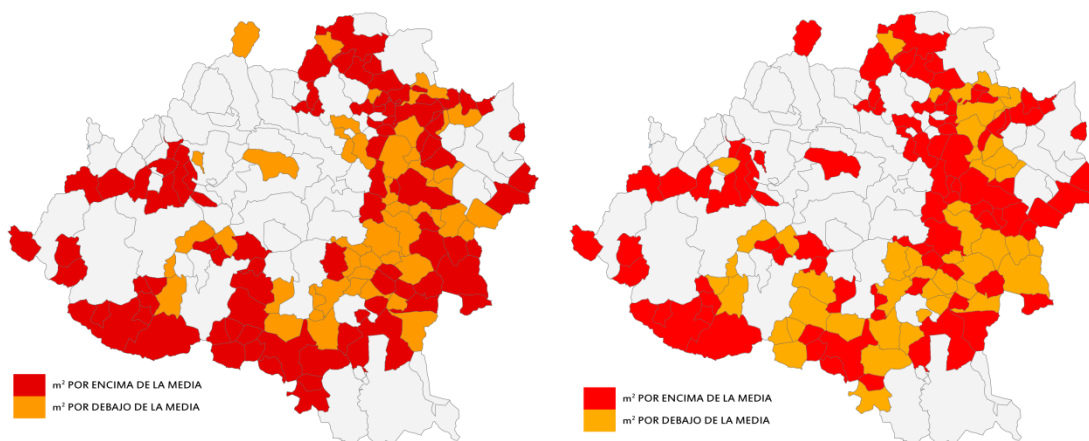 m² POR ENCIMA DE LA MEDIA
m² POR DEBAJO DE LA MEDIA
m² POR ENCIMA DE LA MEDIA
m² POR DEBAJO DE LA MEDIA